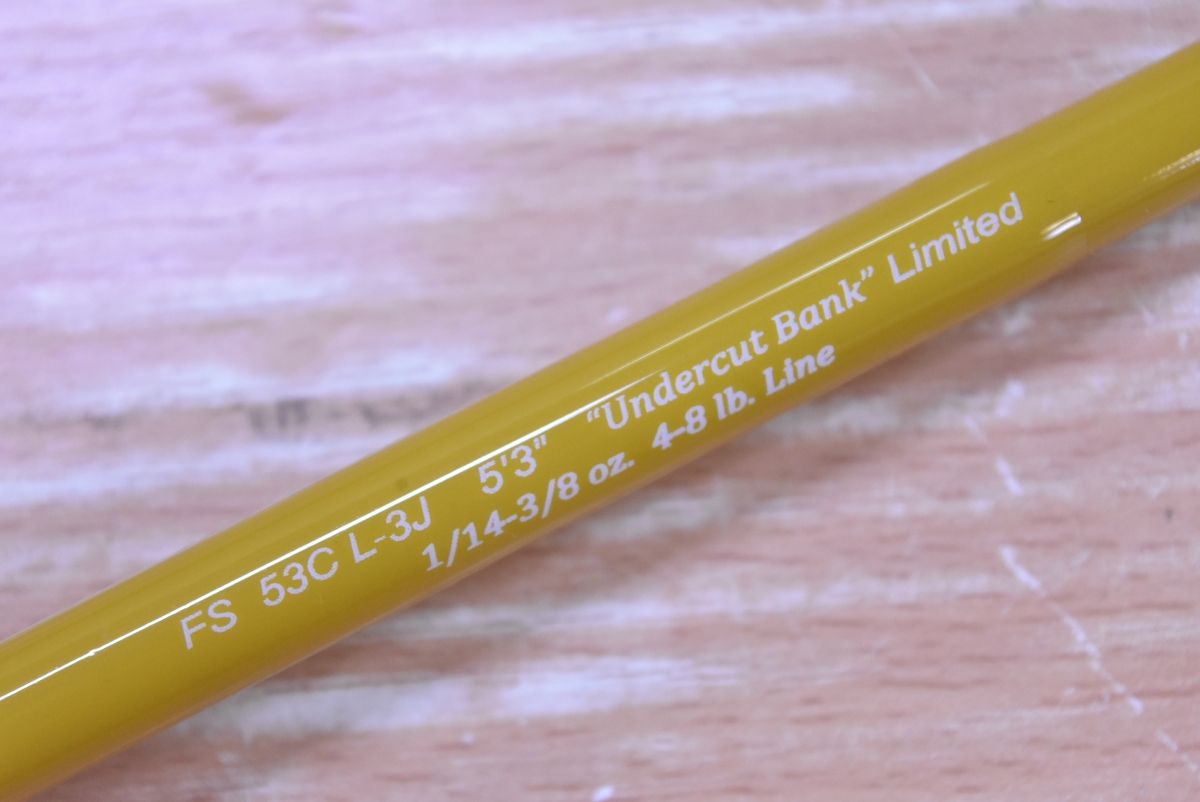 FS 53C L-3J 5'3" “Undercut Bank” Limited
1/14-3/8 oz. 4-8 lb. Line